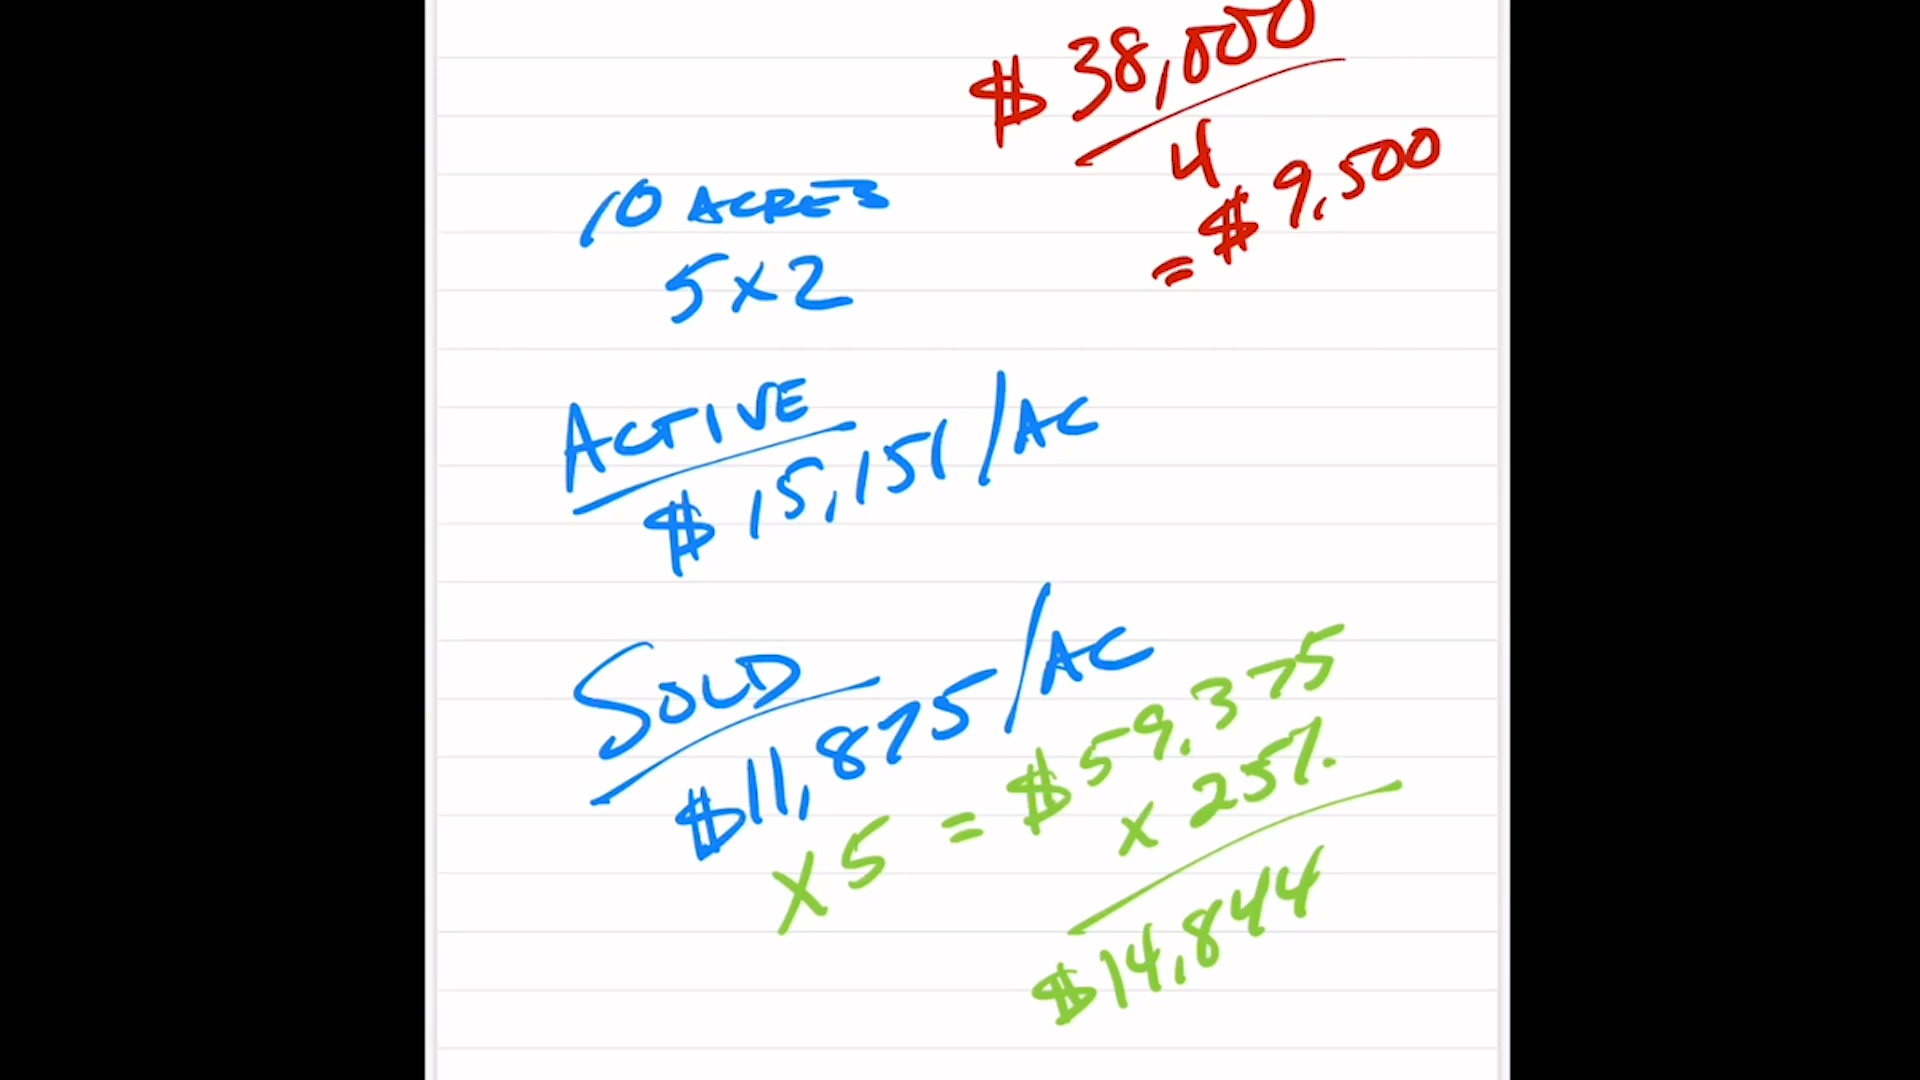 $38,000
4
= $9,500
10 ACRES
5x2
ACTIVE
$15,151/AC
SOLD
$11,875/AC
x5 = $59,375
x 25%
$14,844